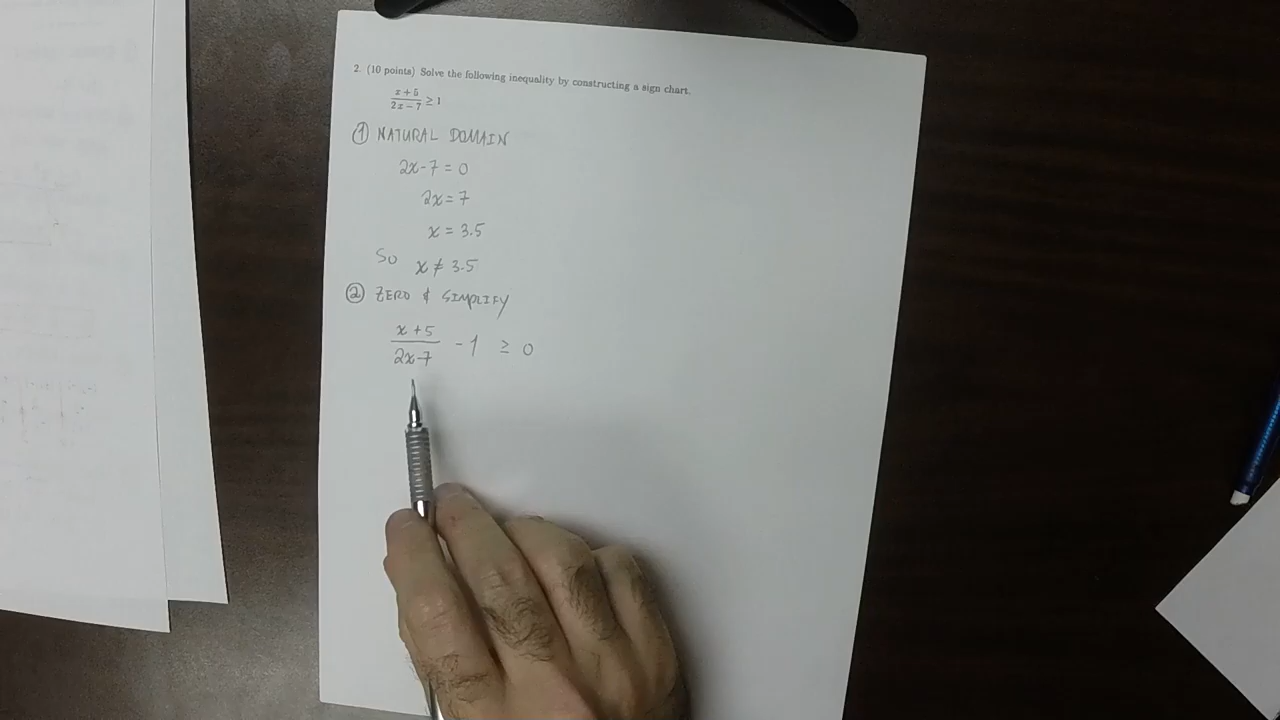 2. (10 points) Solve the following inequality by constructing a sign chart.
x + 5
2x − 7 ≥ 1
① NATURAL DOMAIN
2x - 7 = 0
2x = 7
x = 3.5
So x ≠ 3.5
② ZERO & SIMPLIFY
x + 5
2x-7 - 1 ≥ 0